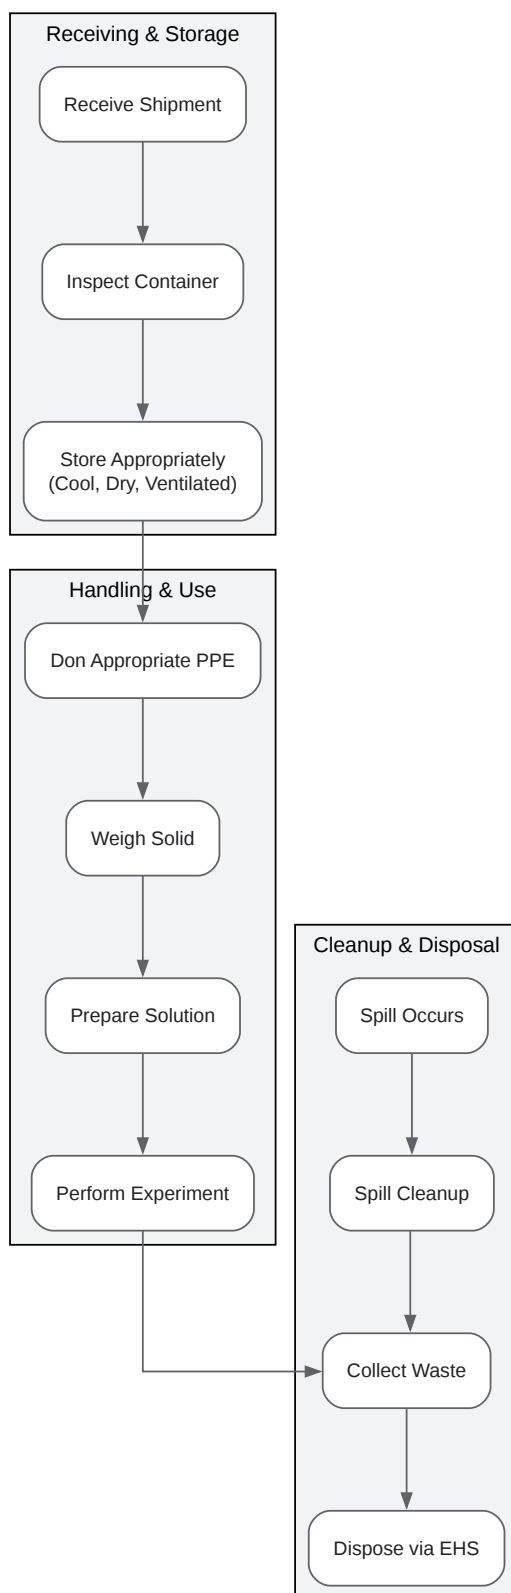 Receiving & Storage
Receive Shipment
Inspect Container
Store Appropriately
(Cool, Dry, Ventilated)
Handling & Use
Don Appropriate PPE
Weigh Solid
Prepare Solution
Perform Experiment
Cleanup & Disposal
Spill Occurs
Spill Cleanup
Collect Waste
Dispose via EHS